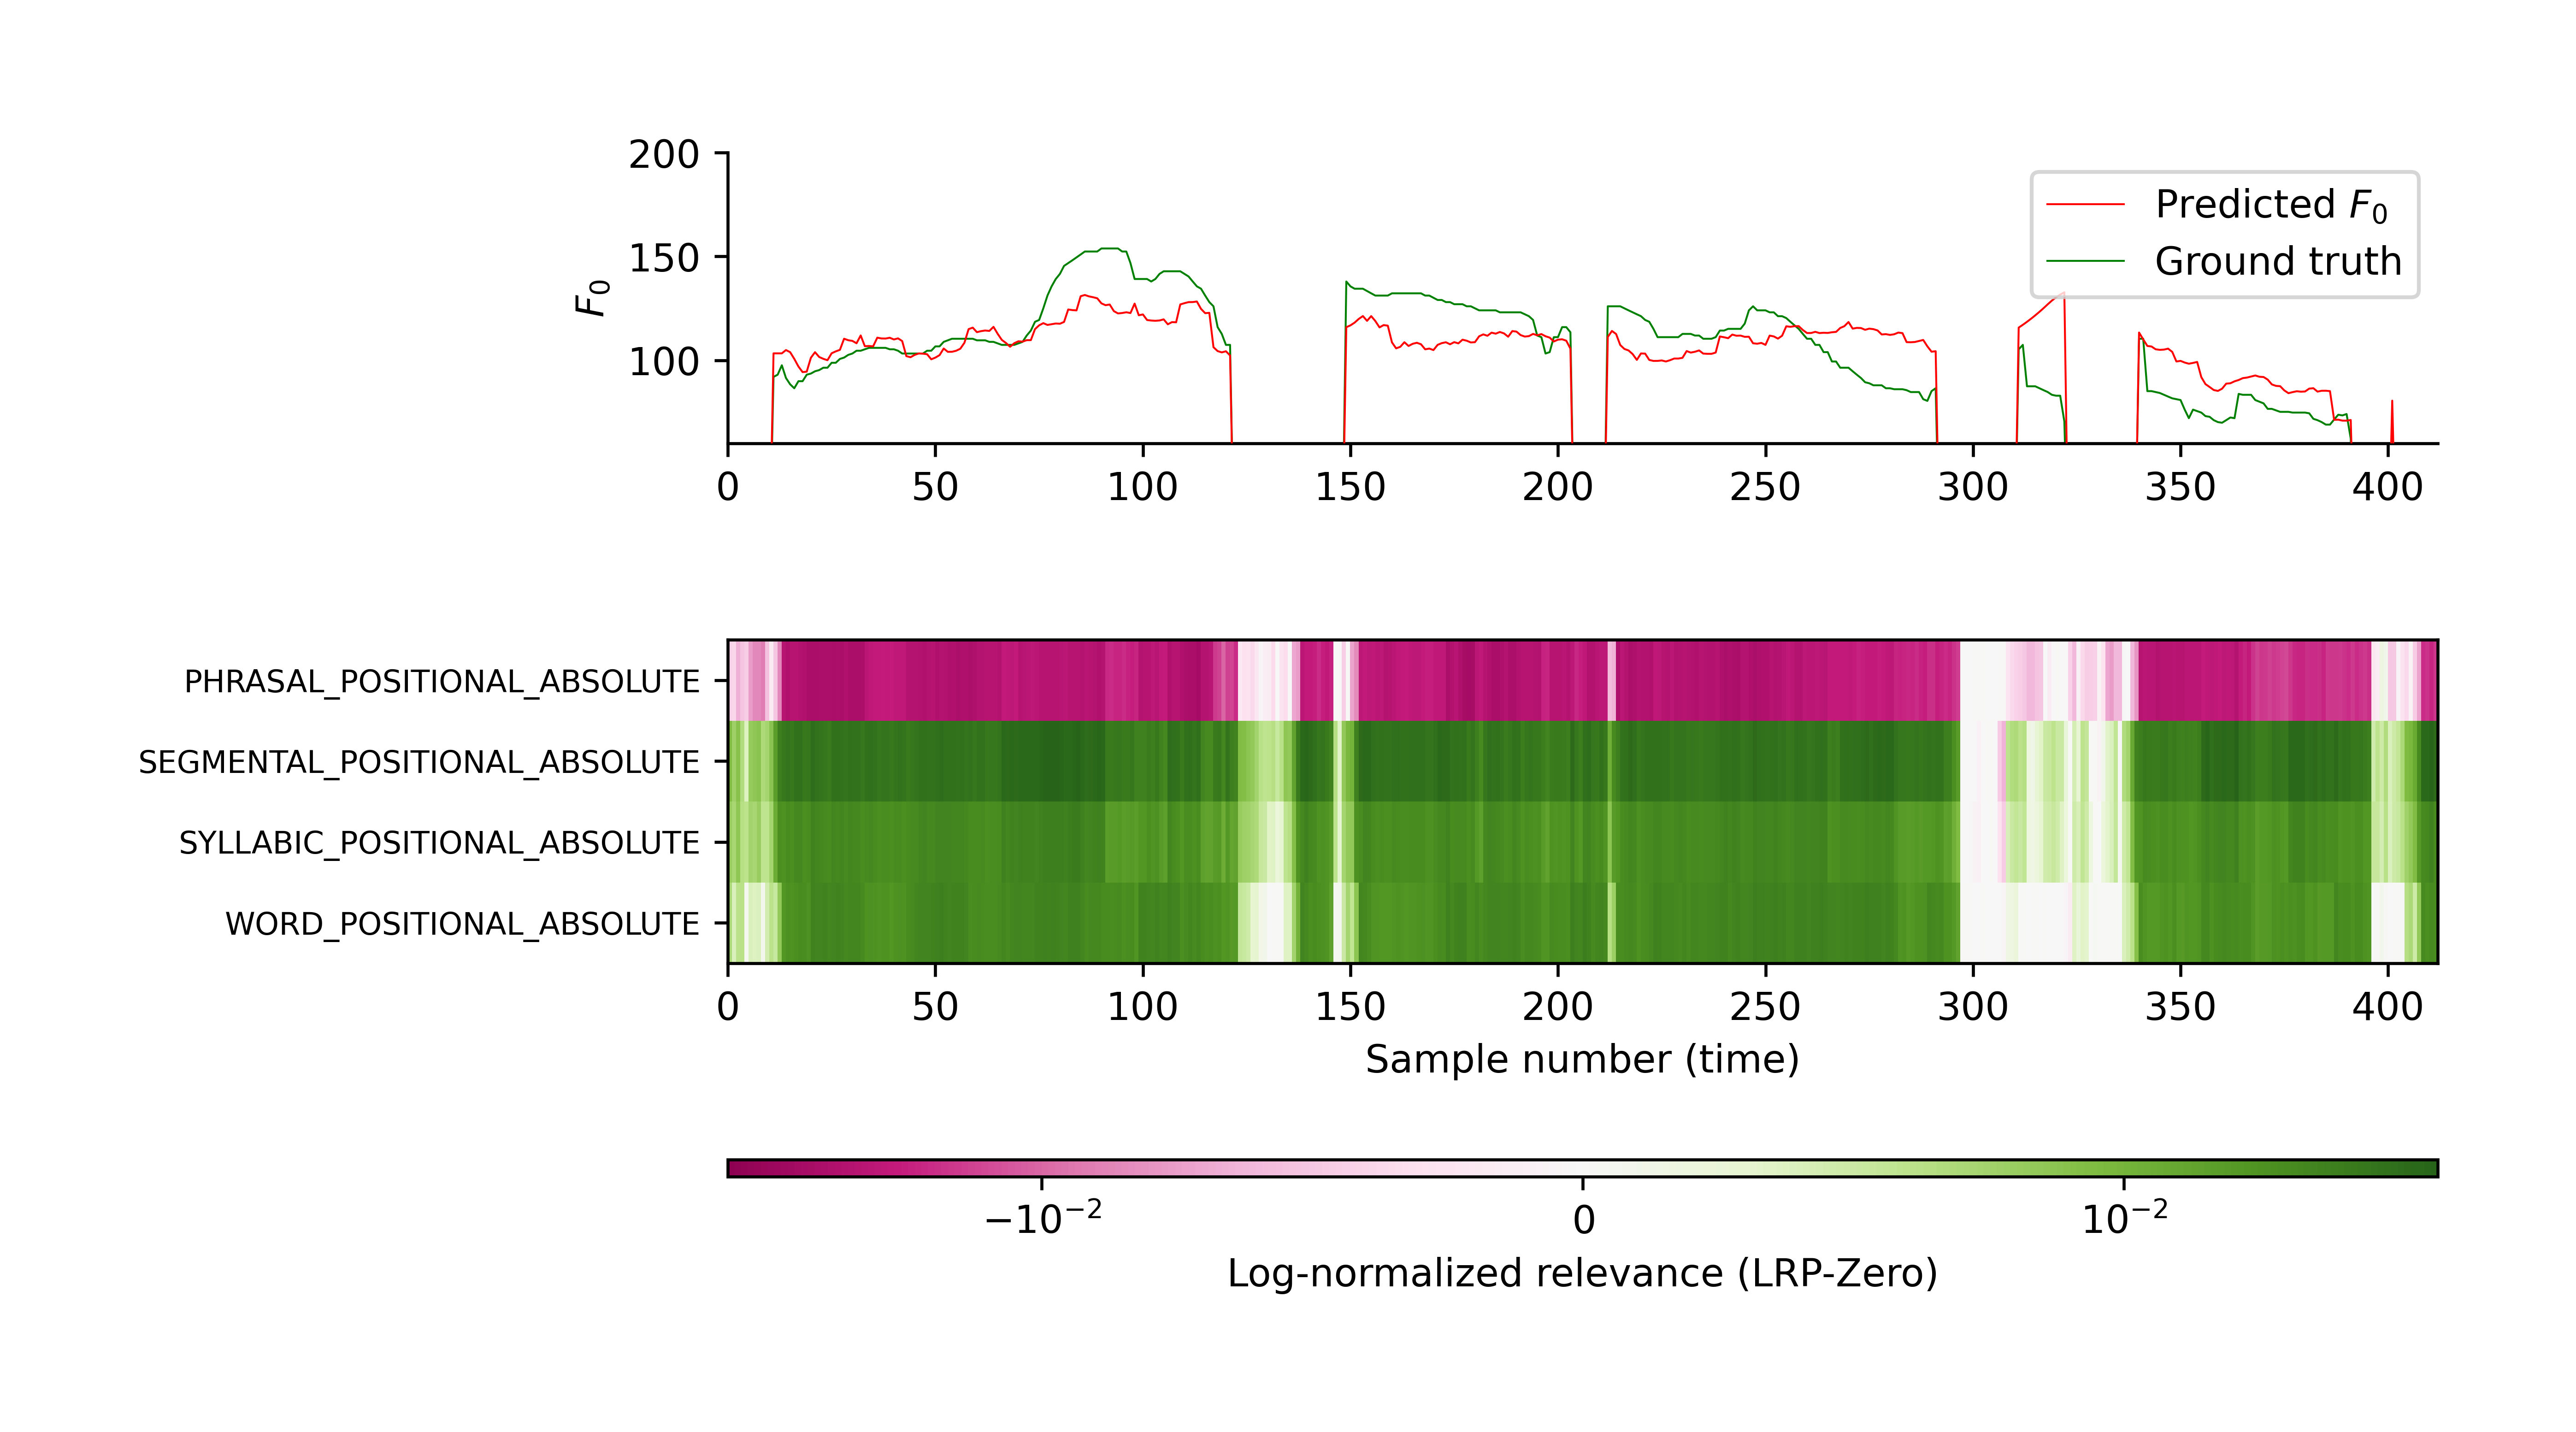 200
150
100
F₀
Predicted F₀
Ground truth
0 50 100 150 200 250 300 350 400
PHRASAL_POSITIONAL_ABSOLUTE
SEGMENTAL_POSITIONAL_ABSOLUTE
SYLLABIC_POSITIONAL_ABSOLUTE
WORD_POSITIONAL_ABSOLUTE
0 50 100 150 200 250 300 350 400
Sample number (time)
−10⁻² 0 10⁻²
Log-normalized relevance (LRP-Zero)